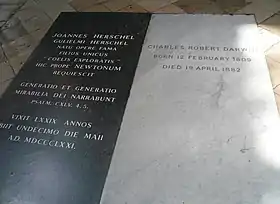 JOANNES HERSCHEL
GULIELMI HERSCHEL
NATU OPERE FAMA
FILIUS UNICUS
"COELIS EXPLORATIS"
HIC PROPE NEWTONUM
REQUIESCIT
GENERATIO ET GENERATIO
MIRABILIA DEI NARRABUNT
PSALM. CXLV. 4.5.
VIXIT LXXIX ANNOS
OBIIT UNDECIMO DIE MAII
A.D. MDCCCLXXI.
CHARLES ROBERT DARWIN
BORN 12 FEBRUARY 1809
DIED 19 APRIL 1882